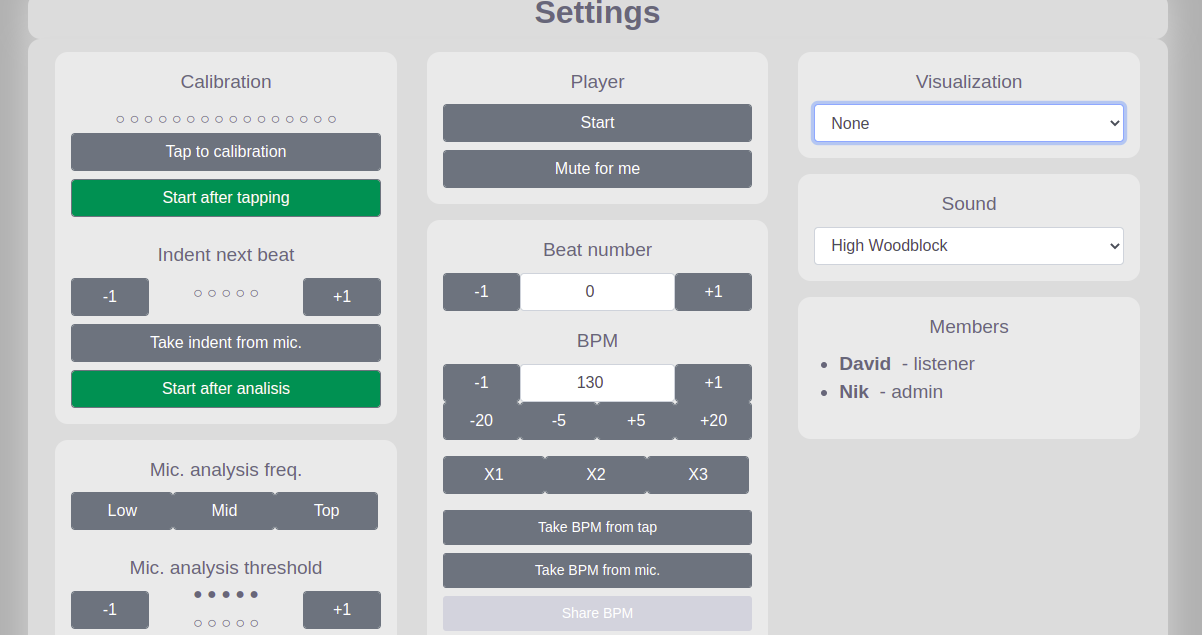 Settings
Calibration
Tap to calibration
Start after tapping
Indent next beat
-1 +1
Take indent from mic.
Start after analisis
Mic. analysis freq.
Low Mid Top
Mic. analysis threshold
-1 +1
Player
Start
Mute for me
Beat number
-1 0 +1
BPM
-1 130 +1
-20 -5 +5 +20
X1 X2 X3
Take BPM from tap
Take BPM from mic.
Share BPM
Visualization
None
Sound
High Woodblock
Members
David - listener
Nik - admin